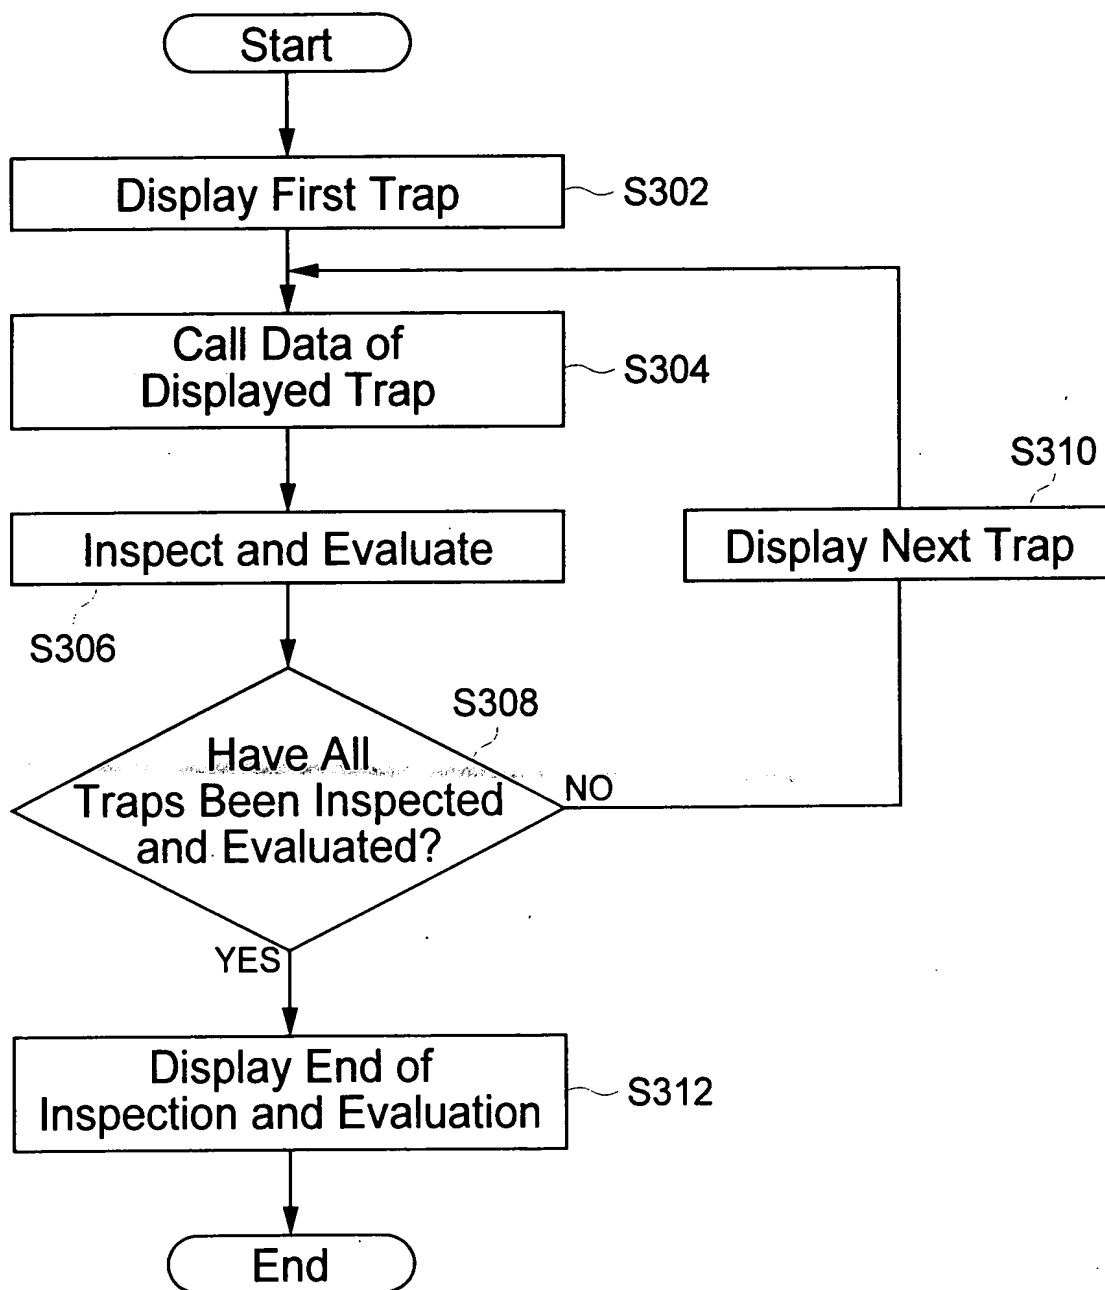 Start
Display First Trap
S302
Call Data of
Displayed Trap
S304
S310
Inspect and Evaluate
Display Next Trap
S306
S308
Have All
Traps Been Inspected
and Evaluated?
NO
YES
Display End of
Inspection and Evaluation
S312
End